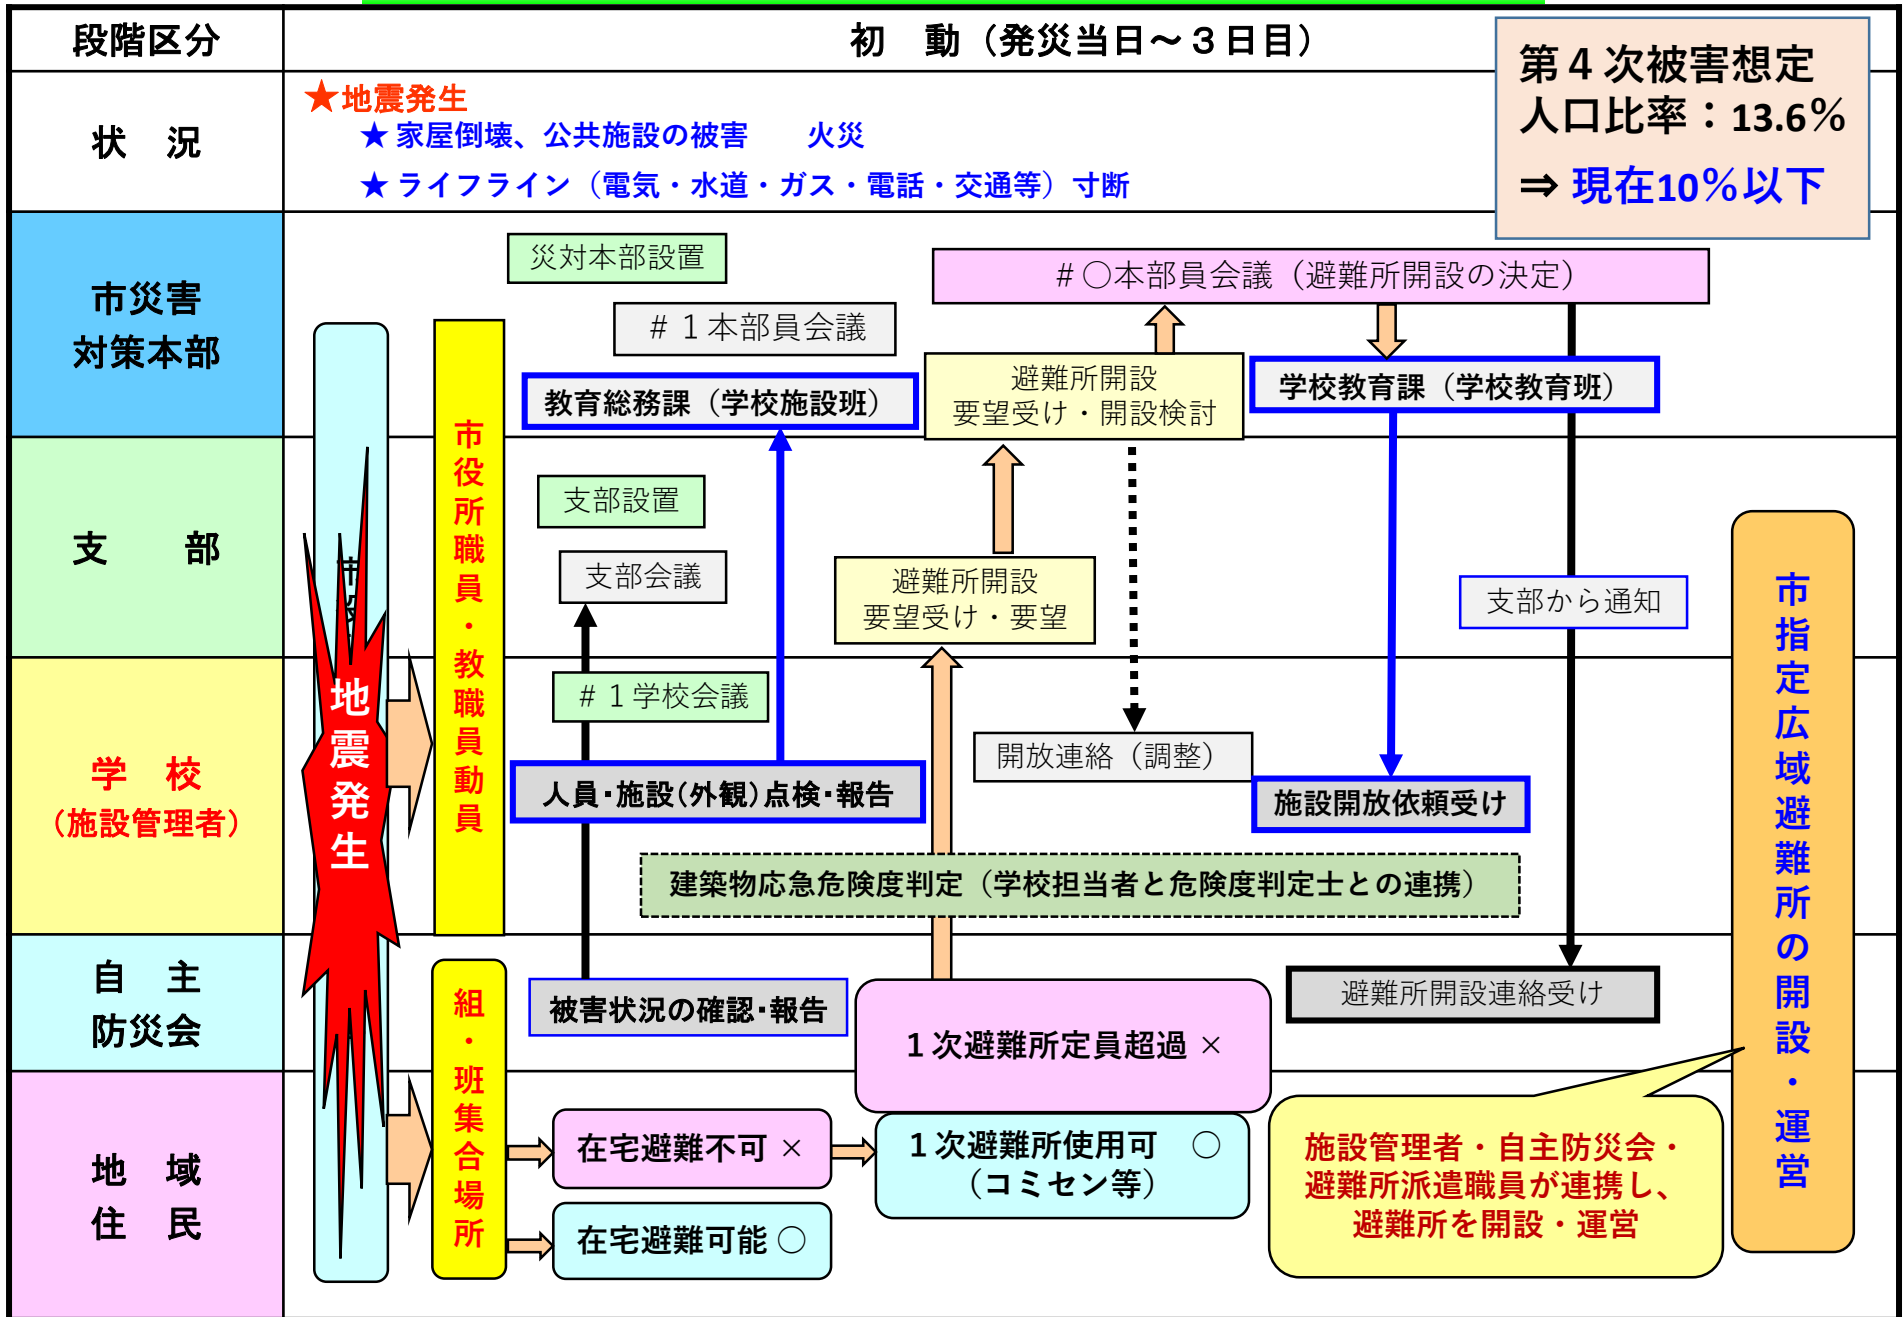 段階区分
初　動（発災当日～３日目）
第４次被害想定
人口比率：13.6％
⇒ 現在10％以下
状　況
★地震発生
★ 家屋倒壊、公共施設の被害　　火災
★ ライフライン（電気・水道・ガス・電話・交通等）寸断
市災害
対策本部
災対本部設置
＃１本部員会議
教育総務課（学校施設班）
＃○本部員会議（避難所開設の決定）
避難所開設
要望受け・開設検討
学校教育課（学校教育班）
支　　部
支部設置
支部会議
避難所開設
要望受け・要望
支部から通知
学　校
（施設管理者）
＃１学校会議
人員・施設(外観)点検・報告
開放連絡（調整）
施設開放依頼受け
建築物応急危険度判定（学校担当者と危険度判定士との連携）
自　主
防災会
被害状況の確認・報告
１次避難所定員超過 ×
避難所開設連絡受け
地　域
住　民
在宅避難不可 ×
在宅避難可能 ○
１次避難所使用可　○
（コミセン等）
施設管理者・自主防災会・
避難所派遣職員が連携し、
避難所を開設・運営
市
地震発生
市役所職員・教職員動員
組・班集合場所
市指定広域避難所の開設・運営